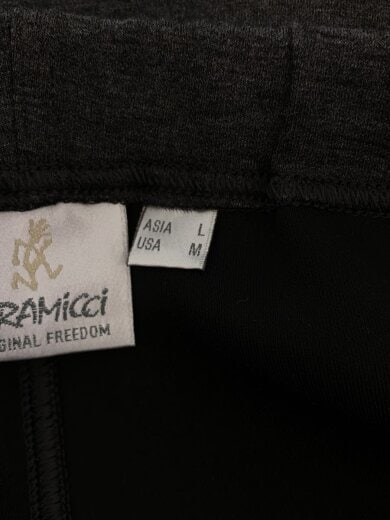 RAMICCI
GINAL FREEDOM
ASIA L
USA M